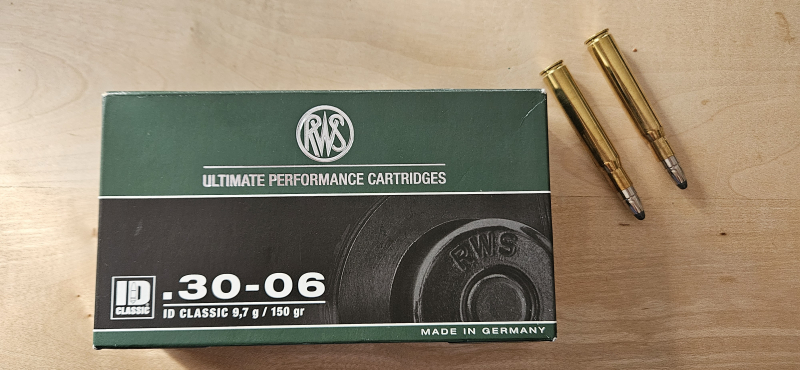 RWS
ULTIMATE PERFORMANCE CARTRIDGES
RWS
ID
CLASSIC
.30-06
ID CLASSIC 9,7 g / 150 gr
MADE IN GERMANY